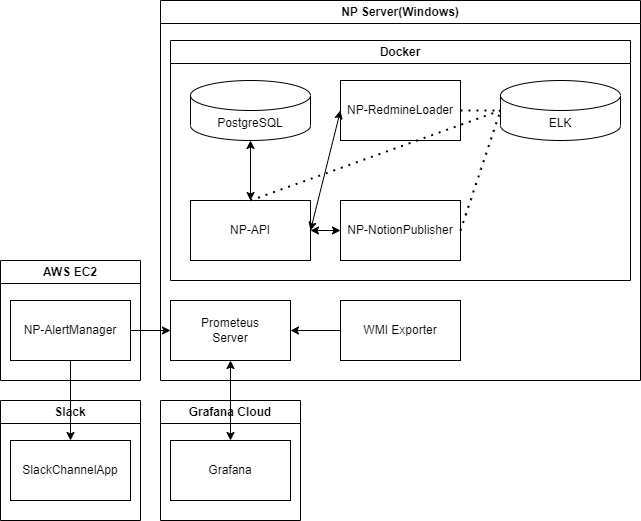 NP Server(Windows)
Docker
PostgreSQL
NP-RedmineLoader
ELK
NP-API
NP-NotionPublisher
AWS EC2
NP-AlertManager
Prometeus
Server
WMI Exporter
Slack
SlackChannelApp
Grafana Cloud
Grafana